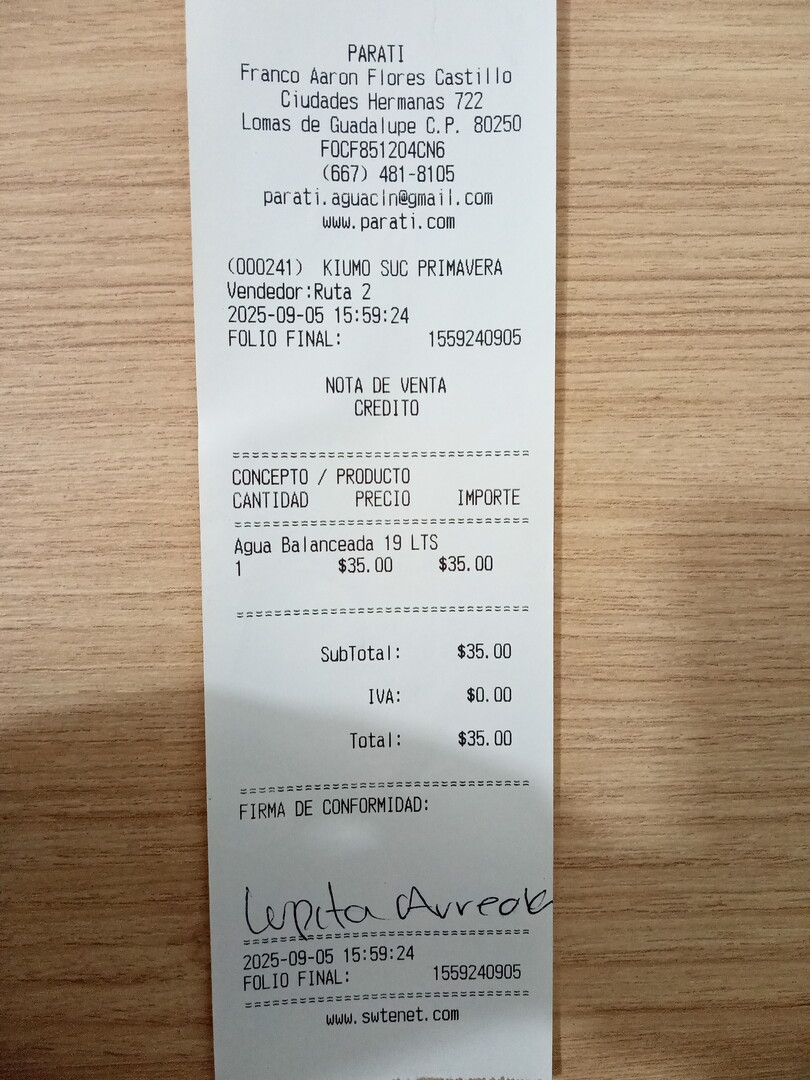 PARATI
Franco Aaron Flores Castillo
Ciudades Hermanas 722
Lomas de Guadalupe C.P. 80250
FOCF851204CN6
(667) 481-8105
parati.aguacln@gmail.com
www.parati.com
(000241) KIUMO SUC PRIMAVERA
Vendedor:Ruta 2
2025-09-05 15:59:24
FOLIO FINAL: 1559240905
NOTA DE VENTA
CREDITO
==============================
CONCEPTO / PRODUCTO
CANTIDAD PRECIO IMPORTE
==============================
Agua Balanceada 19 LTS
1 $35.00 $35.00
==============================
SubTotal: $35.00
IVA: $0.00
Total: $35.00
==============================
FIRMA DE CONFORMIDAD:
Lupita Arreola
==============================
2025-09-05 15:59:24
FOLIO FINAL: 1559240905
==============================
www.swtenet.com